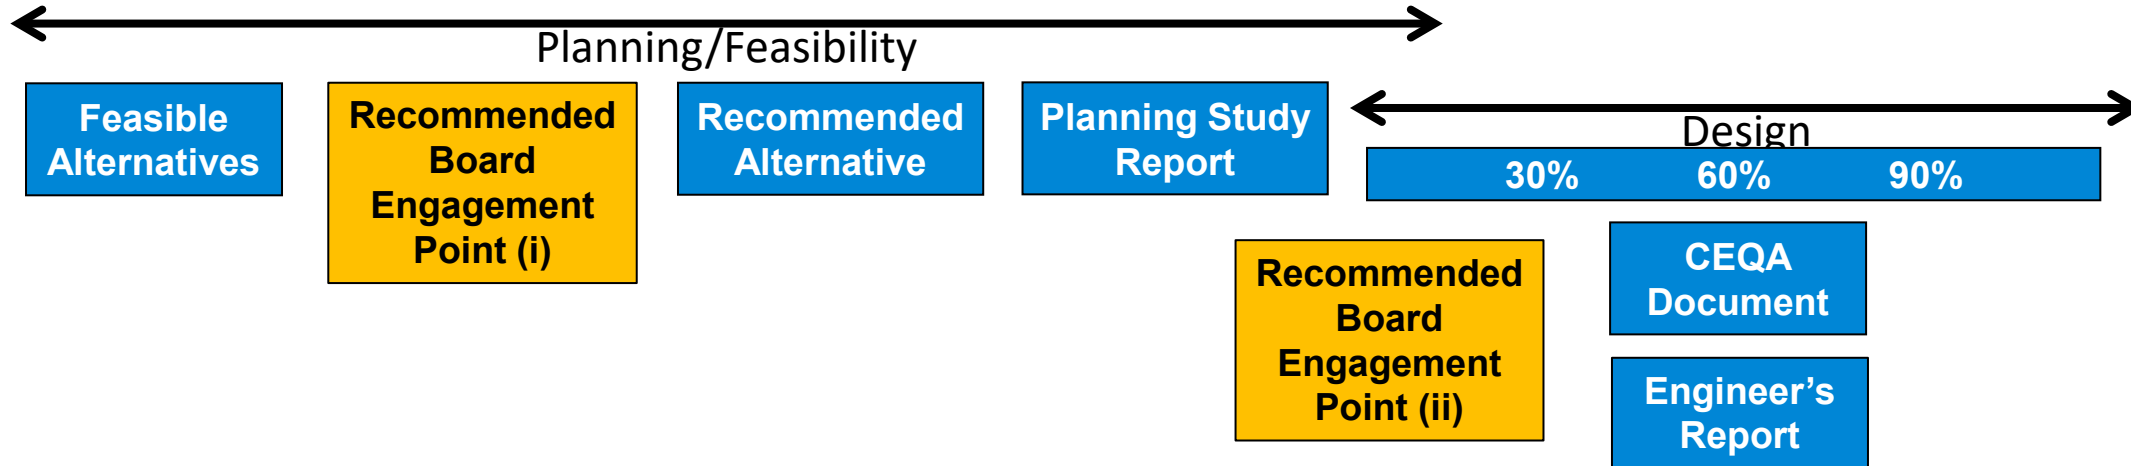 Planning/Feasibility
Feasible
Alternatives
Recommended
Board
Engagement
Point (i)
Recommended
Alternative
Planning Study
Report
Design
30% 60% 90%
Recommended
Board
Engagement
Point (ii)
CEQA
Document
Engineer’s
Report